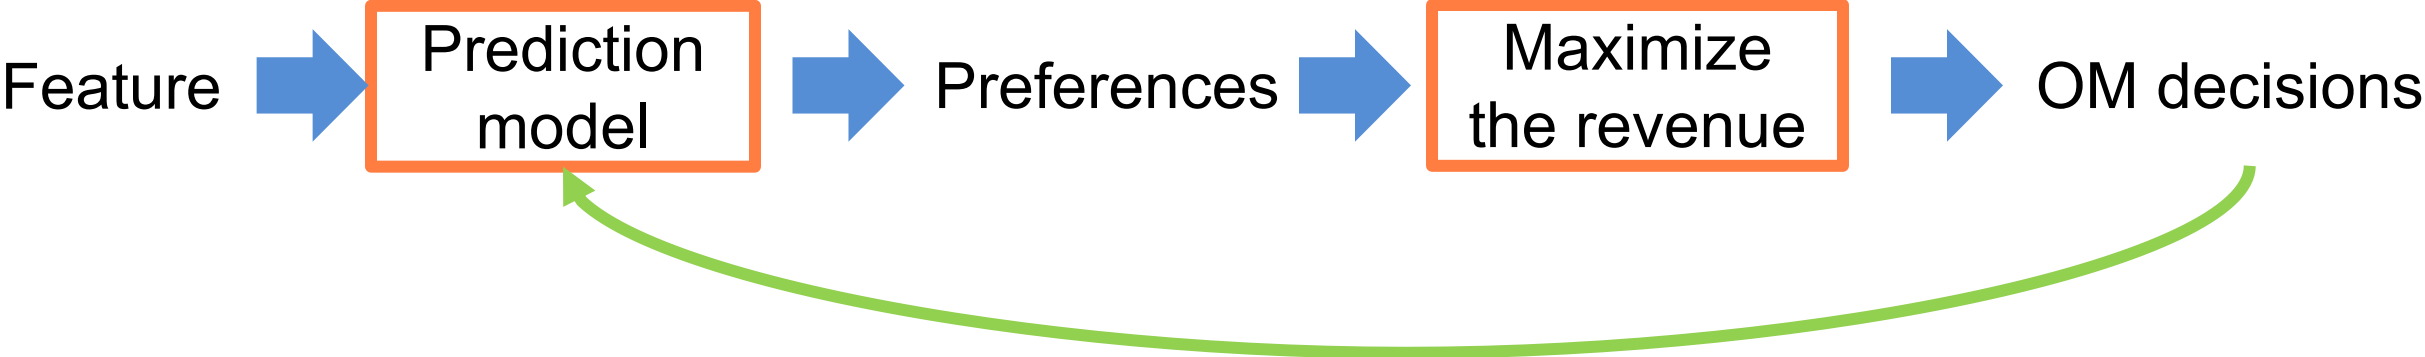 Feature
Prediction
model
Preferences
Maximize
the revenue
OM decisions